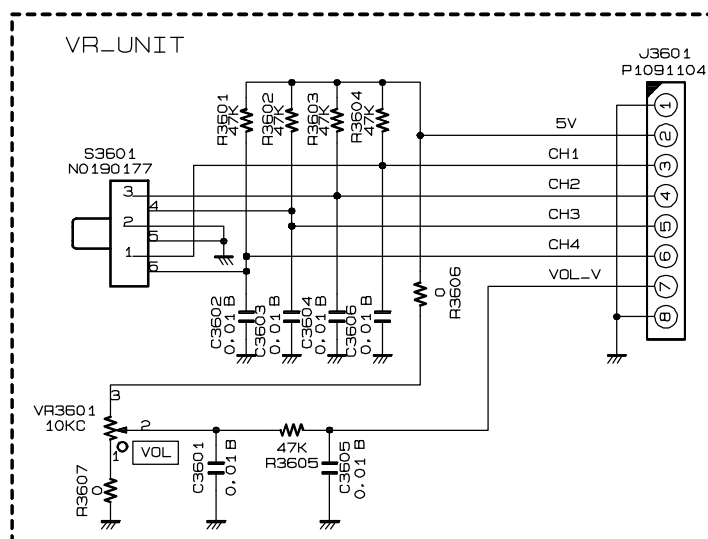 VR_UNIT
J3601
P1091104
R3601
47K
R3602
47K
R3603
47K
R3604
47K
1
5V
2
S3601
N0190177
CH1
3
3
CH2
4
4
2
CH3
5
5
1
CH4
6
6
VOL_V
7
0
R3606
8
C3602
0.01 B
C3603
0.01 B
C3604
0.01 B
C3606
0.01 B
3
VR3601
10KC
2
1
VOL
C3601
0.01 B
47K
R3605
C3605
0.01 B
R3607
0